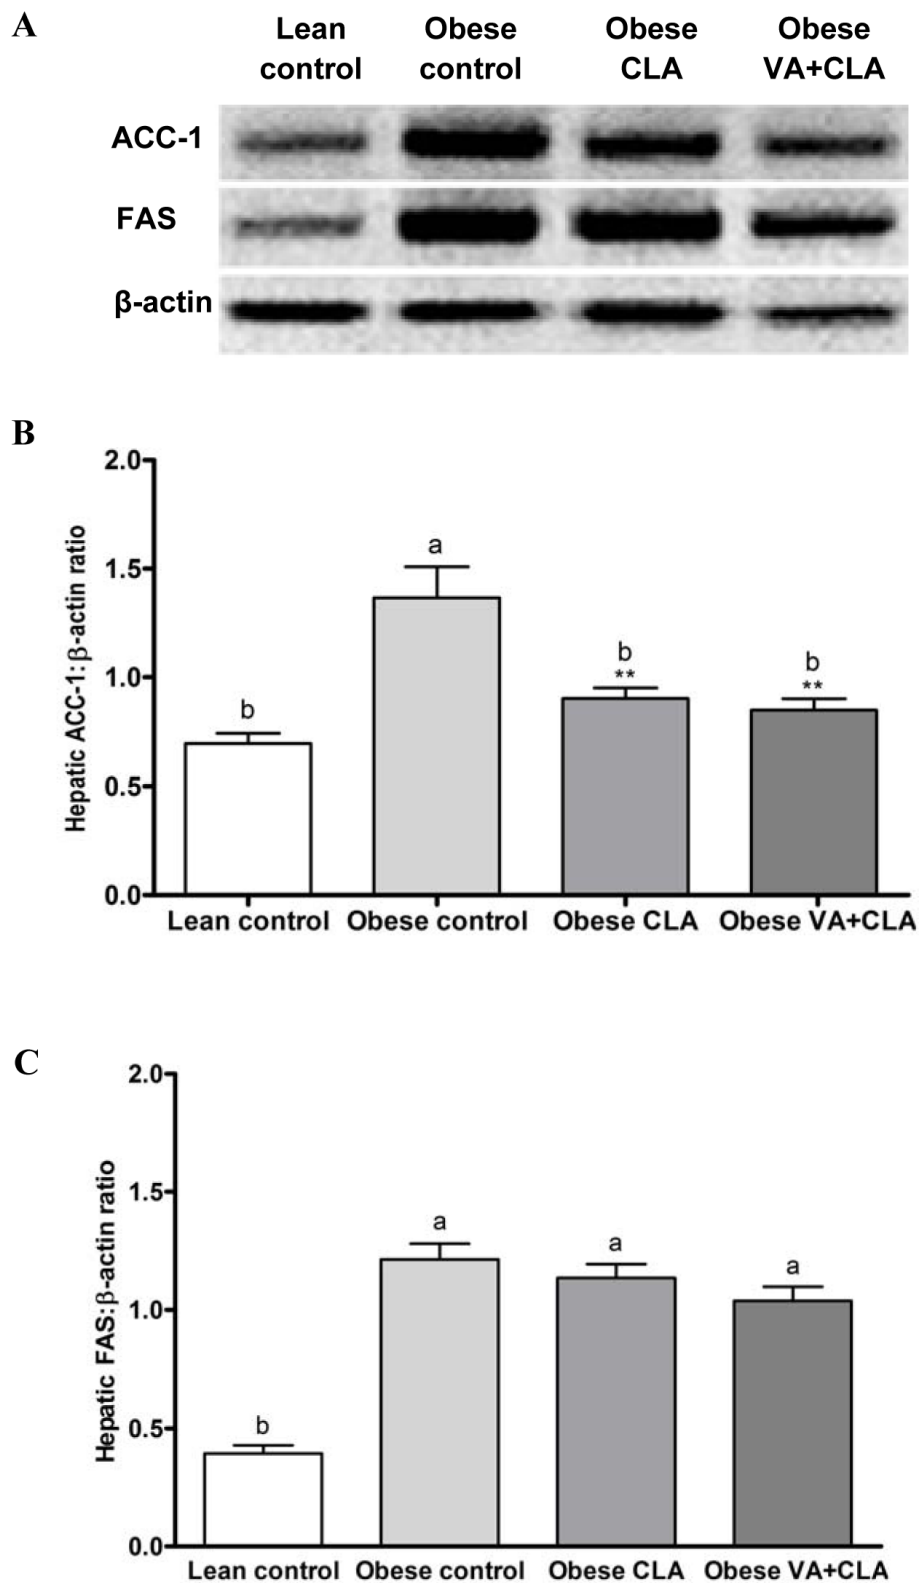 A
Lean control
Obese control
Obese CLA
Obese VA+CLA
ACC-1
FAS
β-actin
B
Hepatic ACC-1:β-actin ratio
2.0
1.5
1.0
0.5
0.0
b
a
b
**
b
**
Lean control
Obese control
Obese CLA
Obese VA+CLA
C
Hepatic FAS:β-actin ratio
2.0
1.5
1.0
0.5
0.0
b
a
a
a
Lean control
Obese control
Obese CLA
Obese VA+CLA